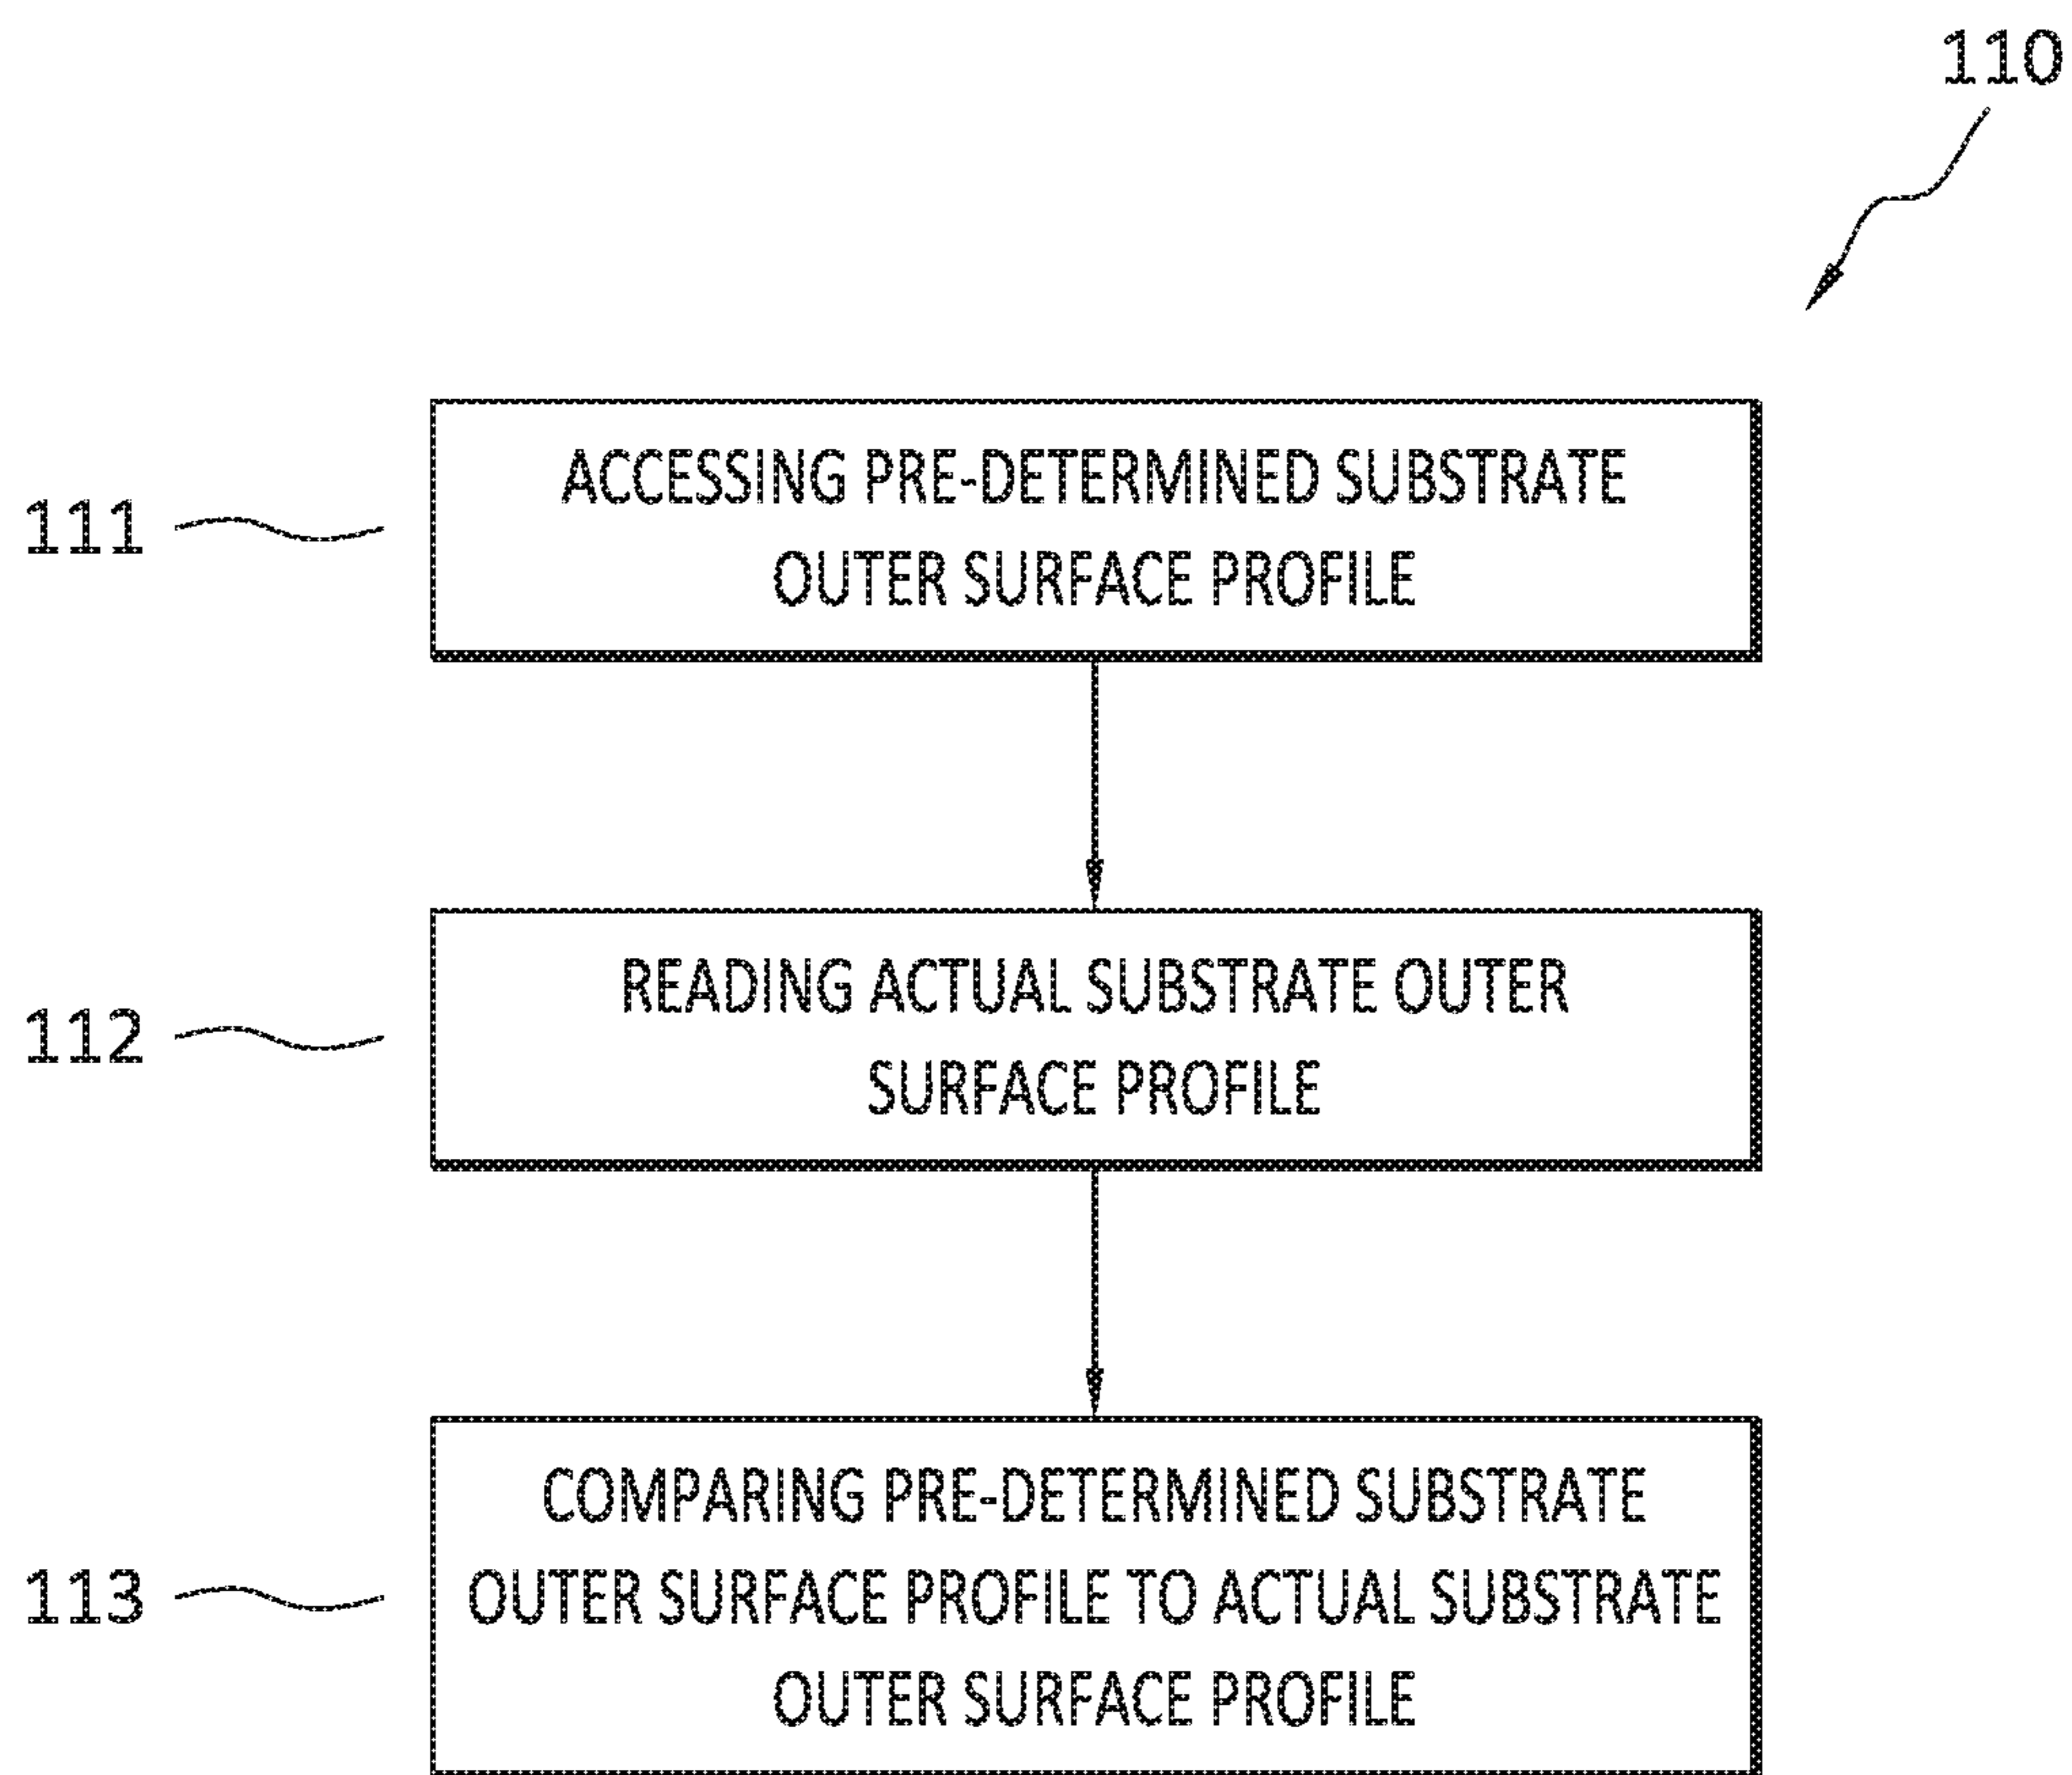 110
111
ACCESSING PRE-DETERMINED SUBSTRATE
OUTER SURFACE PROFILE
112
READING ACTUAL SUBSTRATE OUTER
SURFACE PROFILE
113
COMPARING PRE-DETERMINED SUBSTRATE
OUTER SURFACE PROFILE TO ACTUAL SUBSTRATE
OUTER SURFACE PROFILE